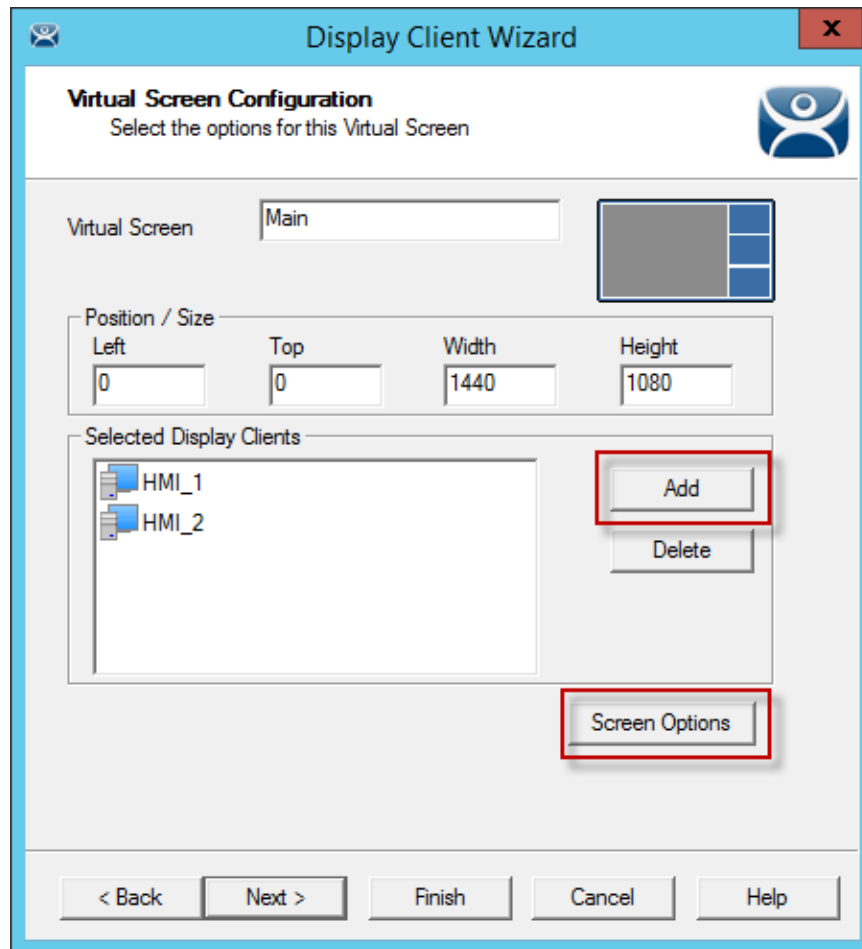 Display Client Wizard
x
Virtual Screen Configuration
Select the options for this Virtual Screen
Virtual Screen
Main
Position / Size
Left Top Width Height
0 0 1440 1080
Selected Display Clients
HMI_1
HMI_2
Add
Delete
Screen Options
< Back Next > Finish Cancel Help